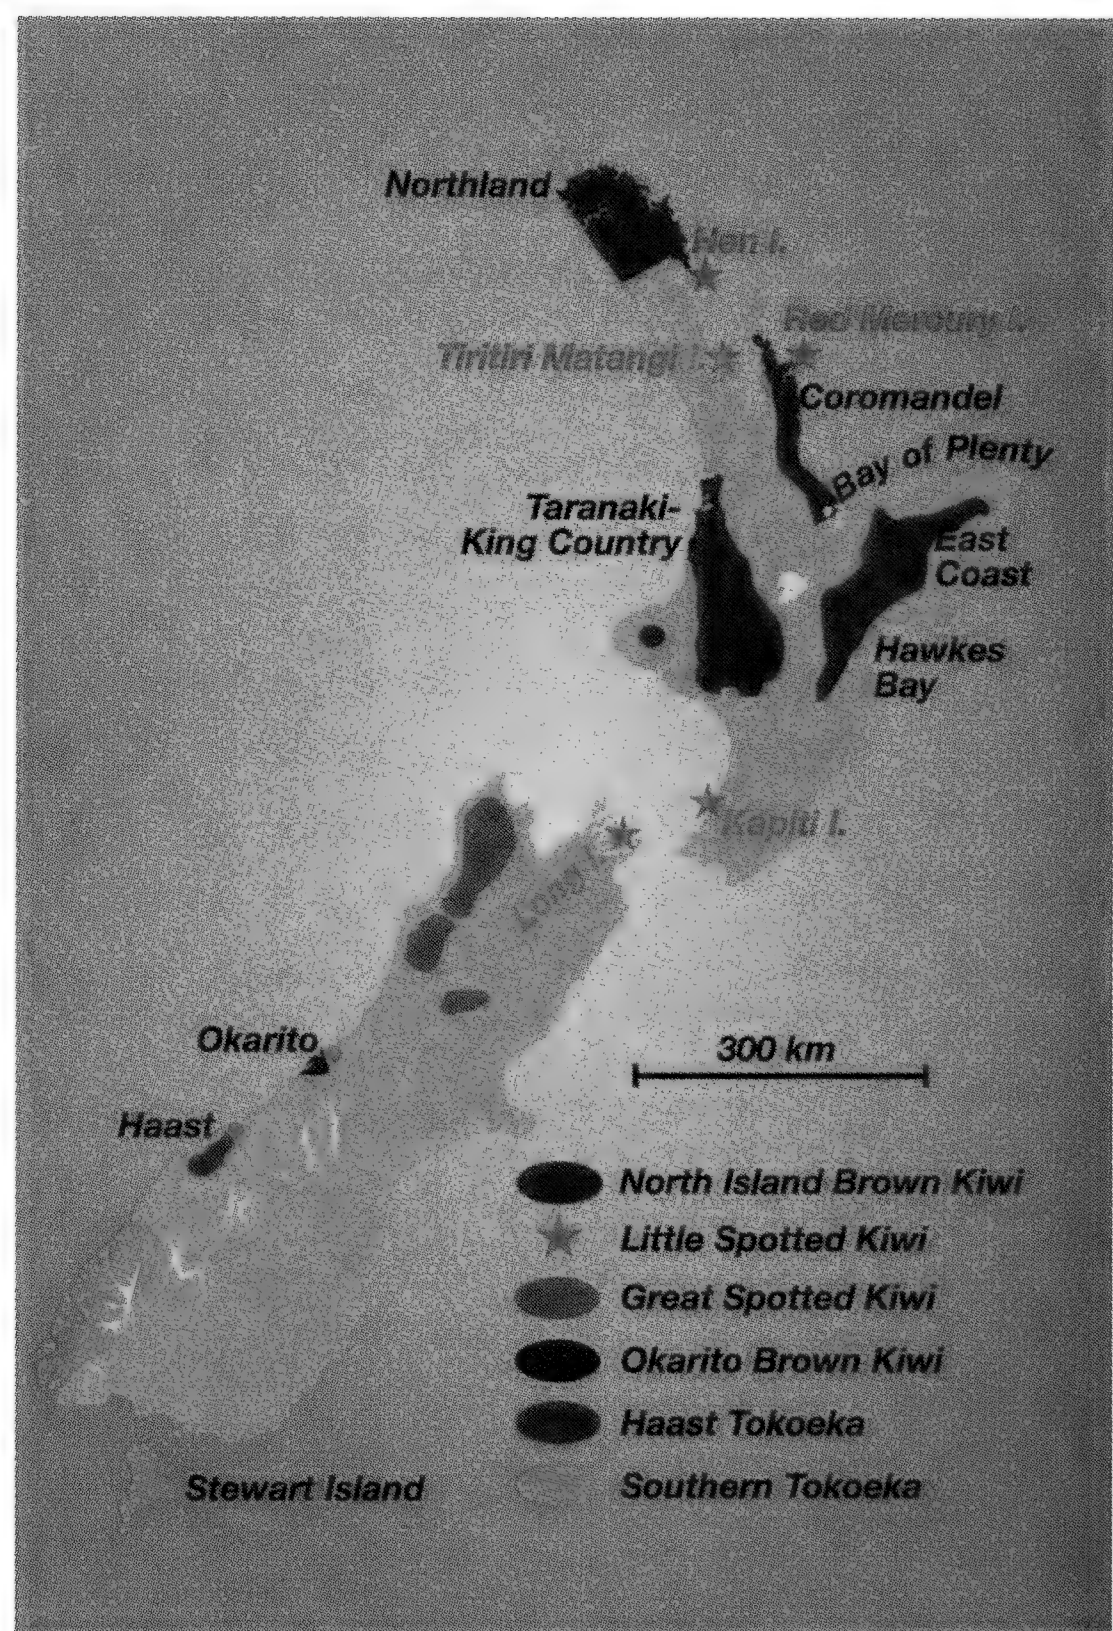 Northland
Hen I.
Red Mercury I.
Tiritiri Matangi I.
Coromandel
Bay of Plenty
Taranaki-
King Country
East
Coast
Hawkes
Bay
Kapiti I.
Long I.
Okarito
300 km
Haast
North Island Brown Kiwi
Little Spotted Kiwi
Great Spotted Kiwi
Okarito Brown Kiwi
Haast Tokoeka
Stewart Island
Southern Tokoeka